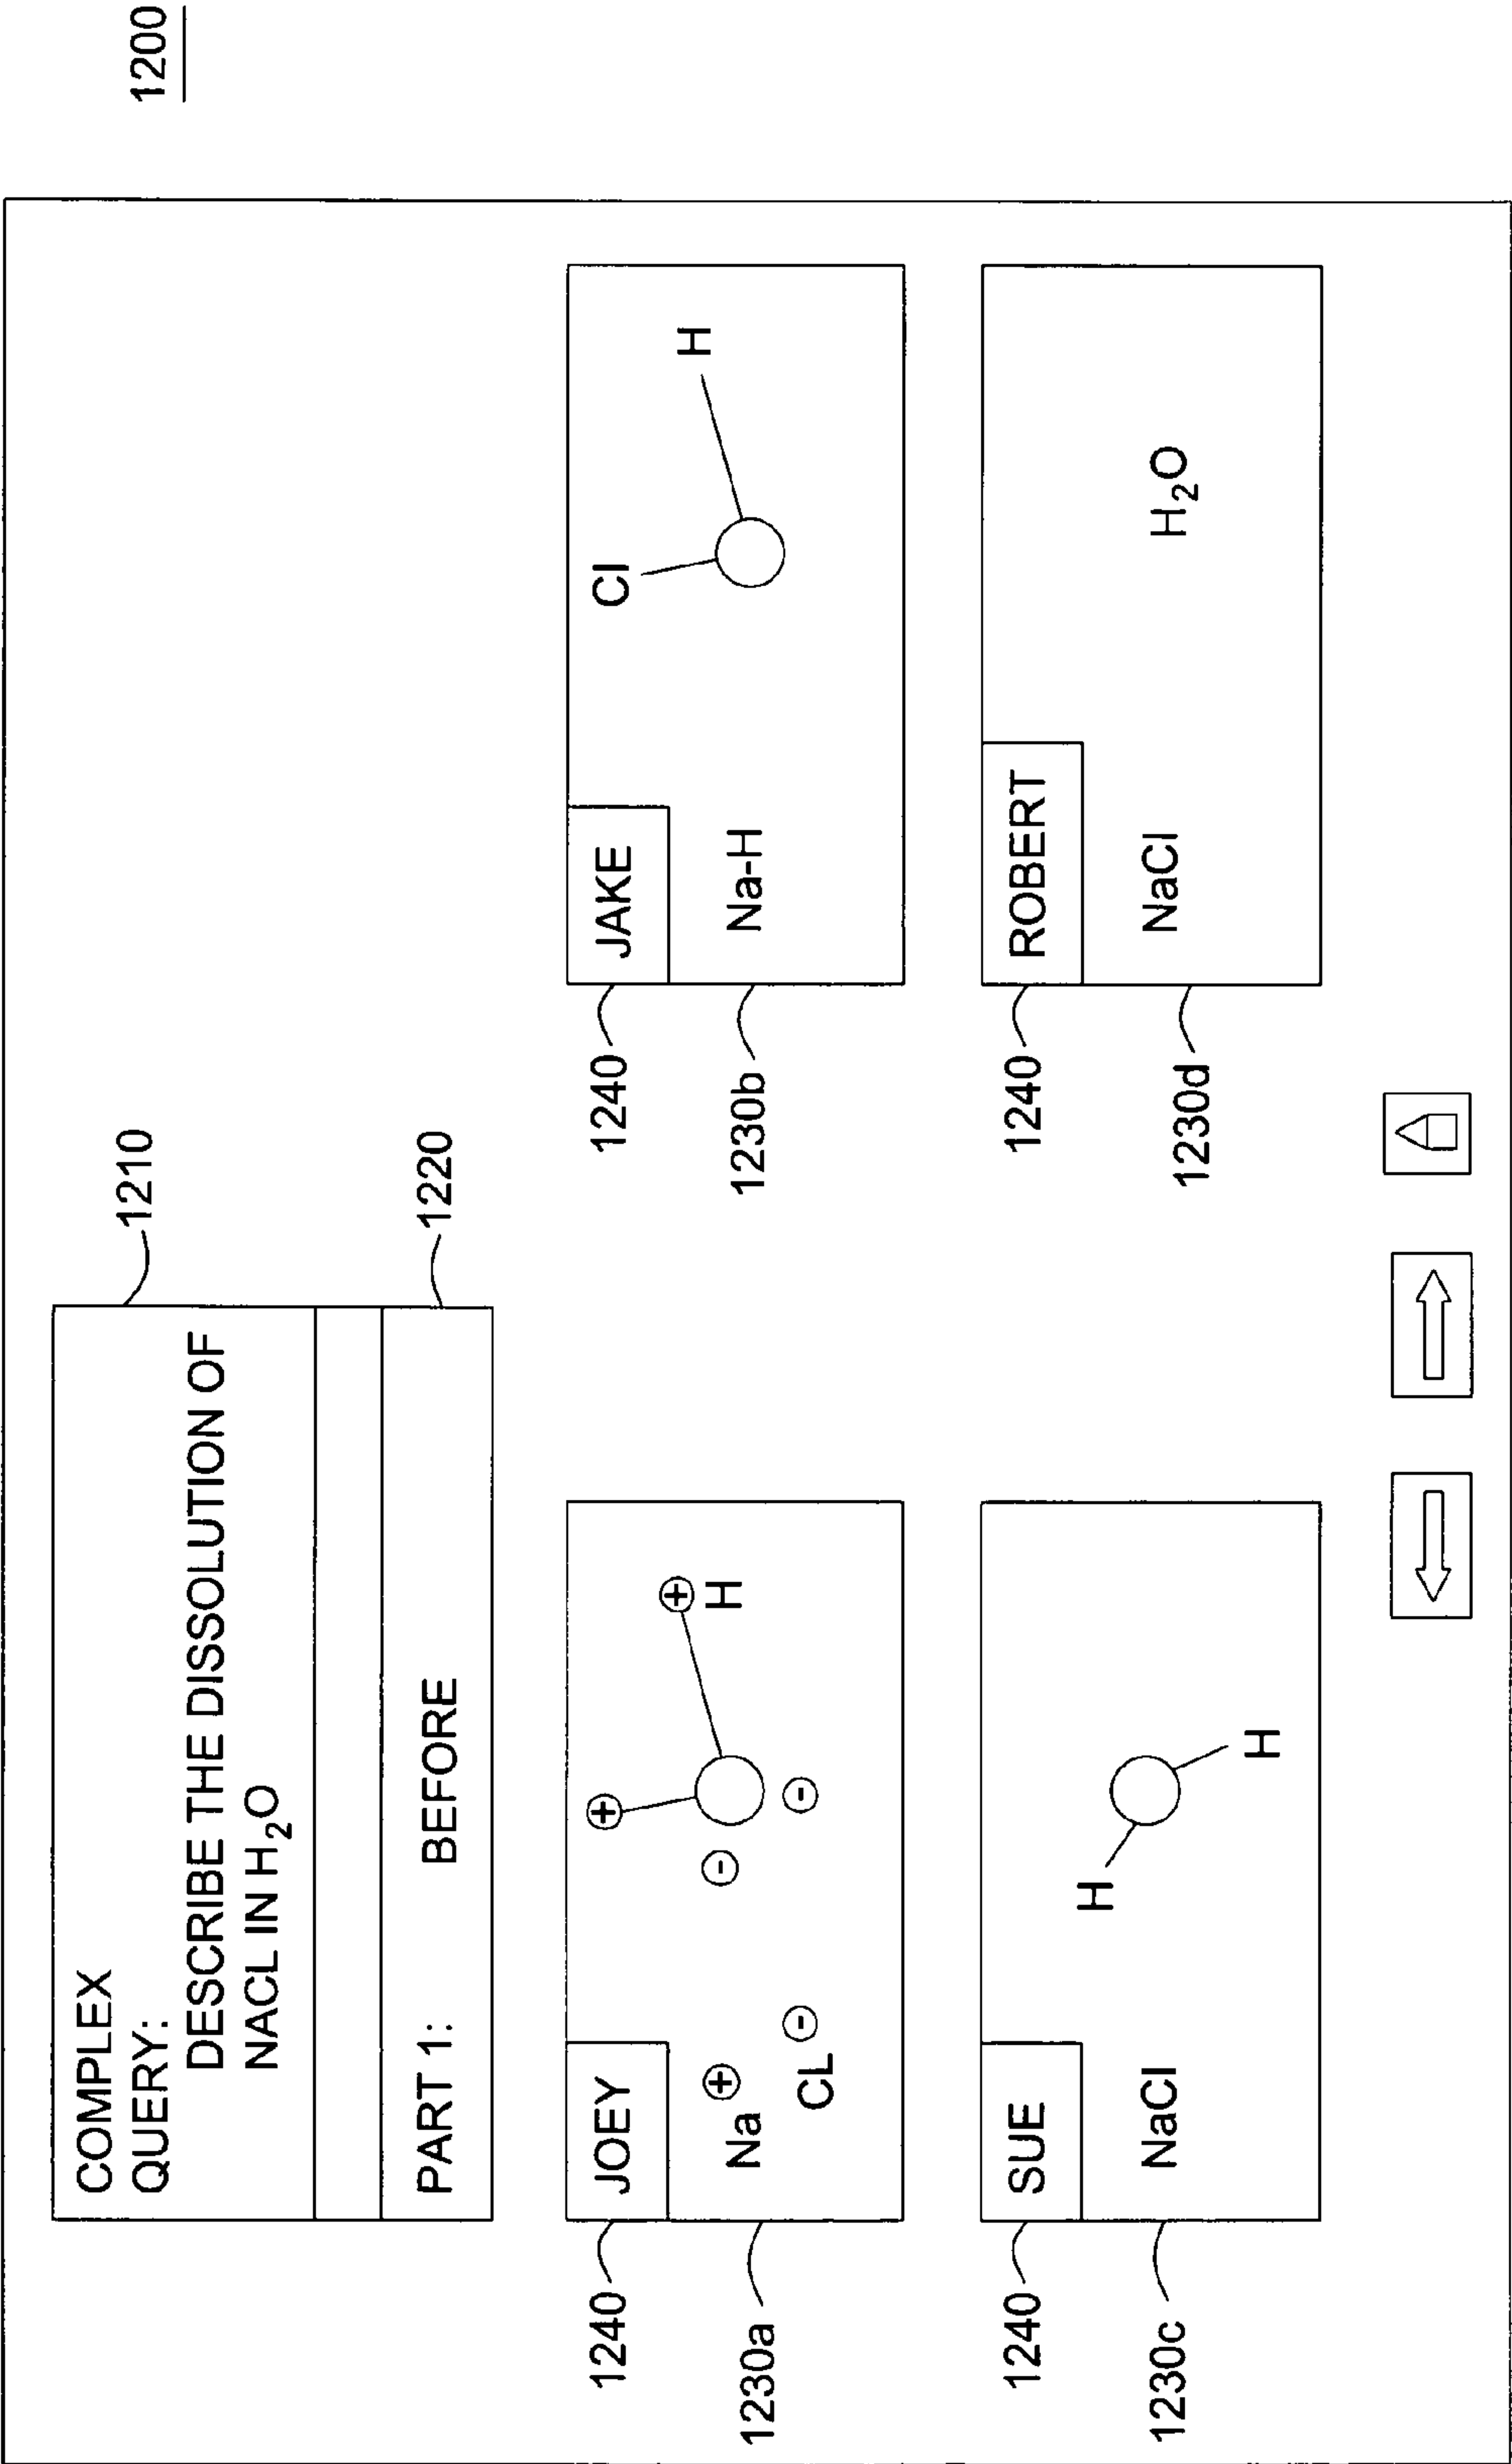 1200
COMPLEX
QUERY:
DESCRIBE THE DISSOLUTION OF
NACL IN H₂O
1210
PART 1: BEFORE
1220
1240
JOEY
Na
+
CL
-
-
-
+
+
H
1230a
1240
JAKE
Na-H
Cl
H
1230b
1240
SUE
NaCl
H
H
1230c
1240
ROBERT
NaCl
H₂O
1230d